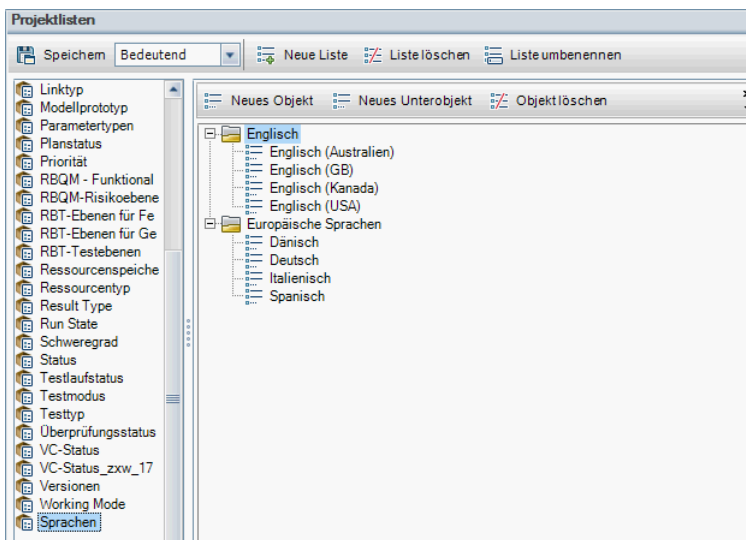 Projektlisten
Speichern Bedeutend Neue Liste Liste löschen Liste umbenennen
Linktyp
Modellprototyp
Parametertypen
Planstatus
Priorität
RBQM - Funktional
RBQM-Risikoebene
RBT-Ebenen für Fe
RBT-Ebenen für Ge
RBT-Testebenen
Ressourcenspeiche
Ressourcentyp
Result Type
Run State
Schweregrad
Status
Testlaufstatus
Testmodus
Testtyp
Überprüfungsstatus
VC-Status
VC-Status_zxw_17
Versionen
Working Mode
Sprachen
Neues Objekt Neues Unterobjekt Objekt löschen
Englisch
Englisch (Australien)
Englisch (GB)
Englisch (Kanada)
Englisch (USA)
Europäische Sprachen
Dänisch
Deutsch
Italienisch
Spanisch